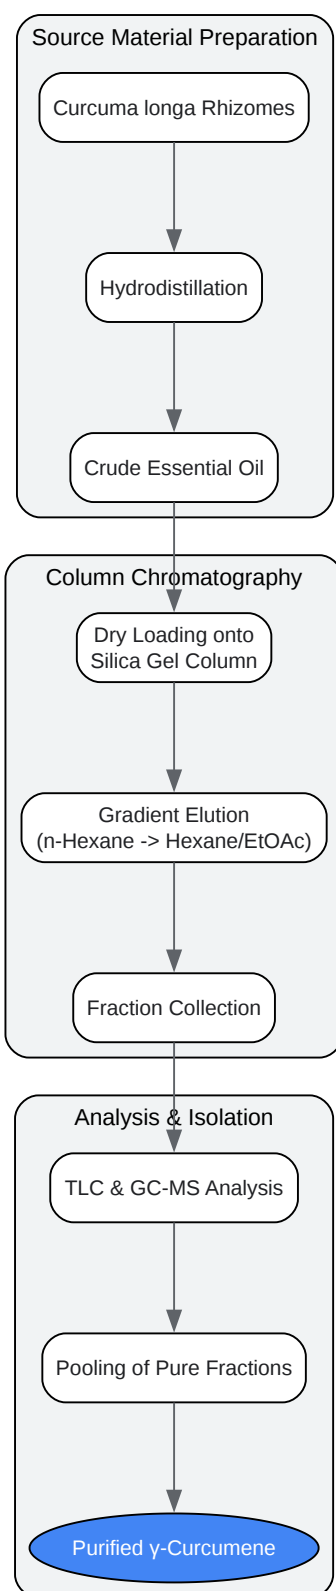 Source Material Preparation
Curcuma longa Rhizomes
Hydrodistillation
Crude Essential Oil
Column Chromatography
Dry Loading onto
Silica Gel Column
Gradient Elution
(n-Hexane -> Hexane/EtOAc)
Fraction Collection
Analysis & Isolation
TLC & GC-MS Analysis
Pooling of Pure Fractions
Purified γ-Curcumene